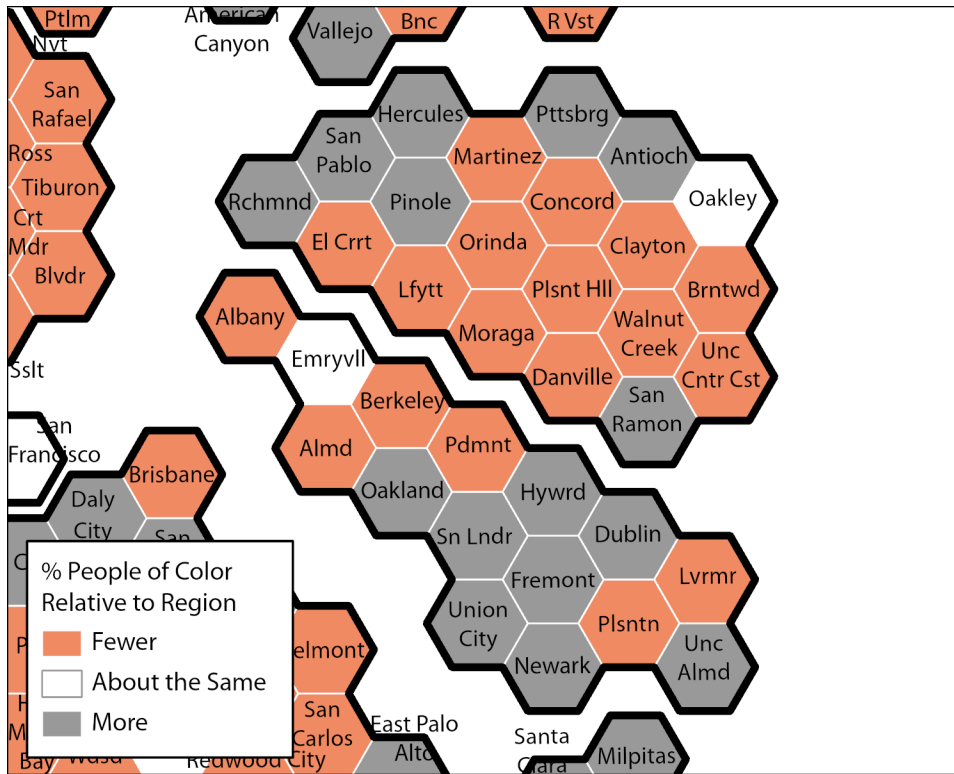 Ptlm
Nvt
American
Canyon
Vallejo
Bnc
R Vst
San
Rafael
Ross
Tiburon
Crt
Mdr
Blvdr
Sslt
San
Francisco
Hercules
Pttsbrg
San
Pablo
Martinez
Antioch
Rchmnd
Pinole
Concord
Oakley
El Crrt
Orinda
Clayton
Lfytt
Plsnt Hll
Brntwd
Moraga
Walnut
Creek
Danville
Unc
Cntr Cst
San
Ramon
Albany
Emryvll
Berkeley
Almd
Pdmnt
Oakland
Hywrd
Sn Lndr
Dublin
Fremont
Lvrmr
Union
City
Plsntn
Newark
Unc
Almd
Brisbane
Daly
City
San
% People of Color
Relative to Region
Fewer
About the Same
More
elmont
San
Carlos
Redwood City
East Palo
Alto
Bay
Santa
Clara
Milpitas